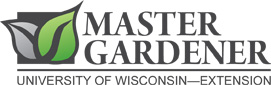 MASTER
GARDENER
UNIVERSITY OF WISCONSIN—EXTENSION